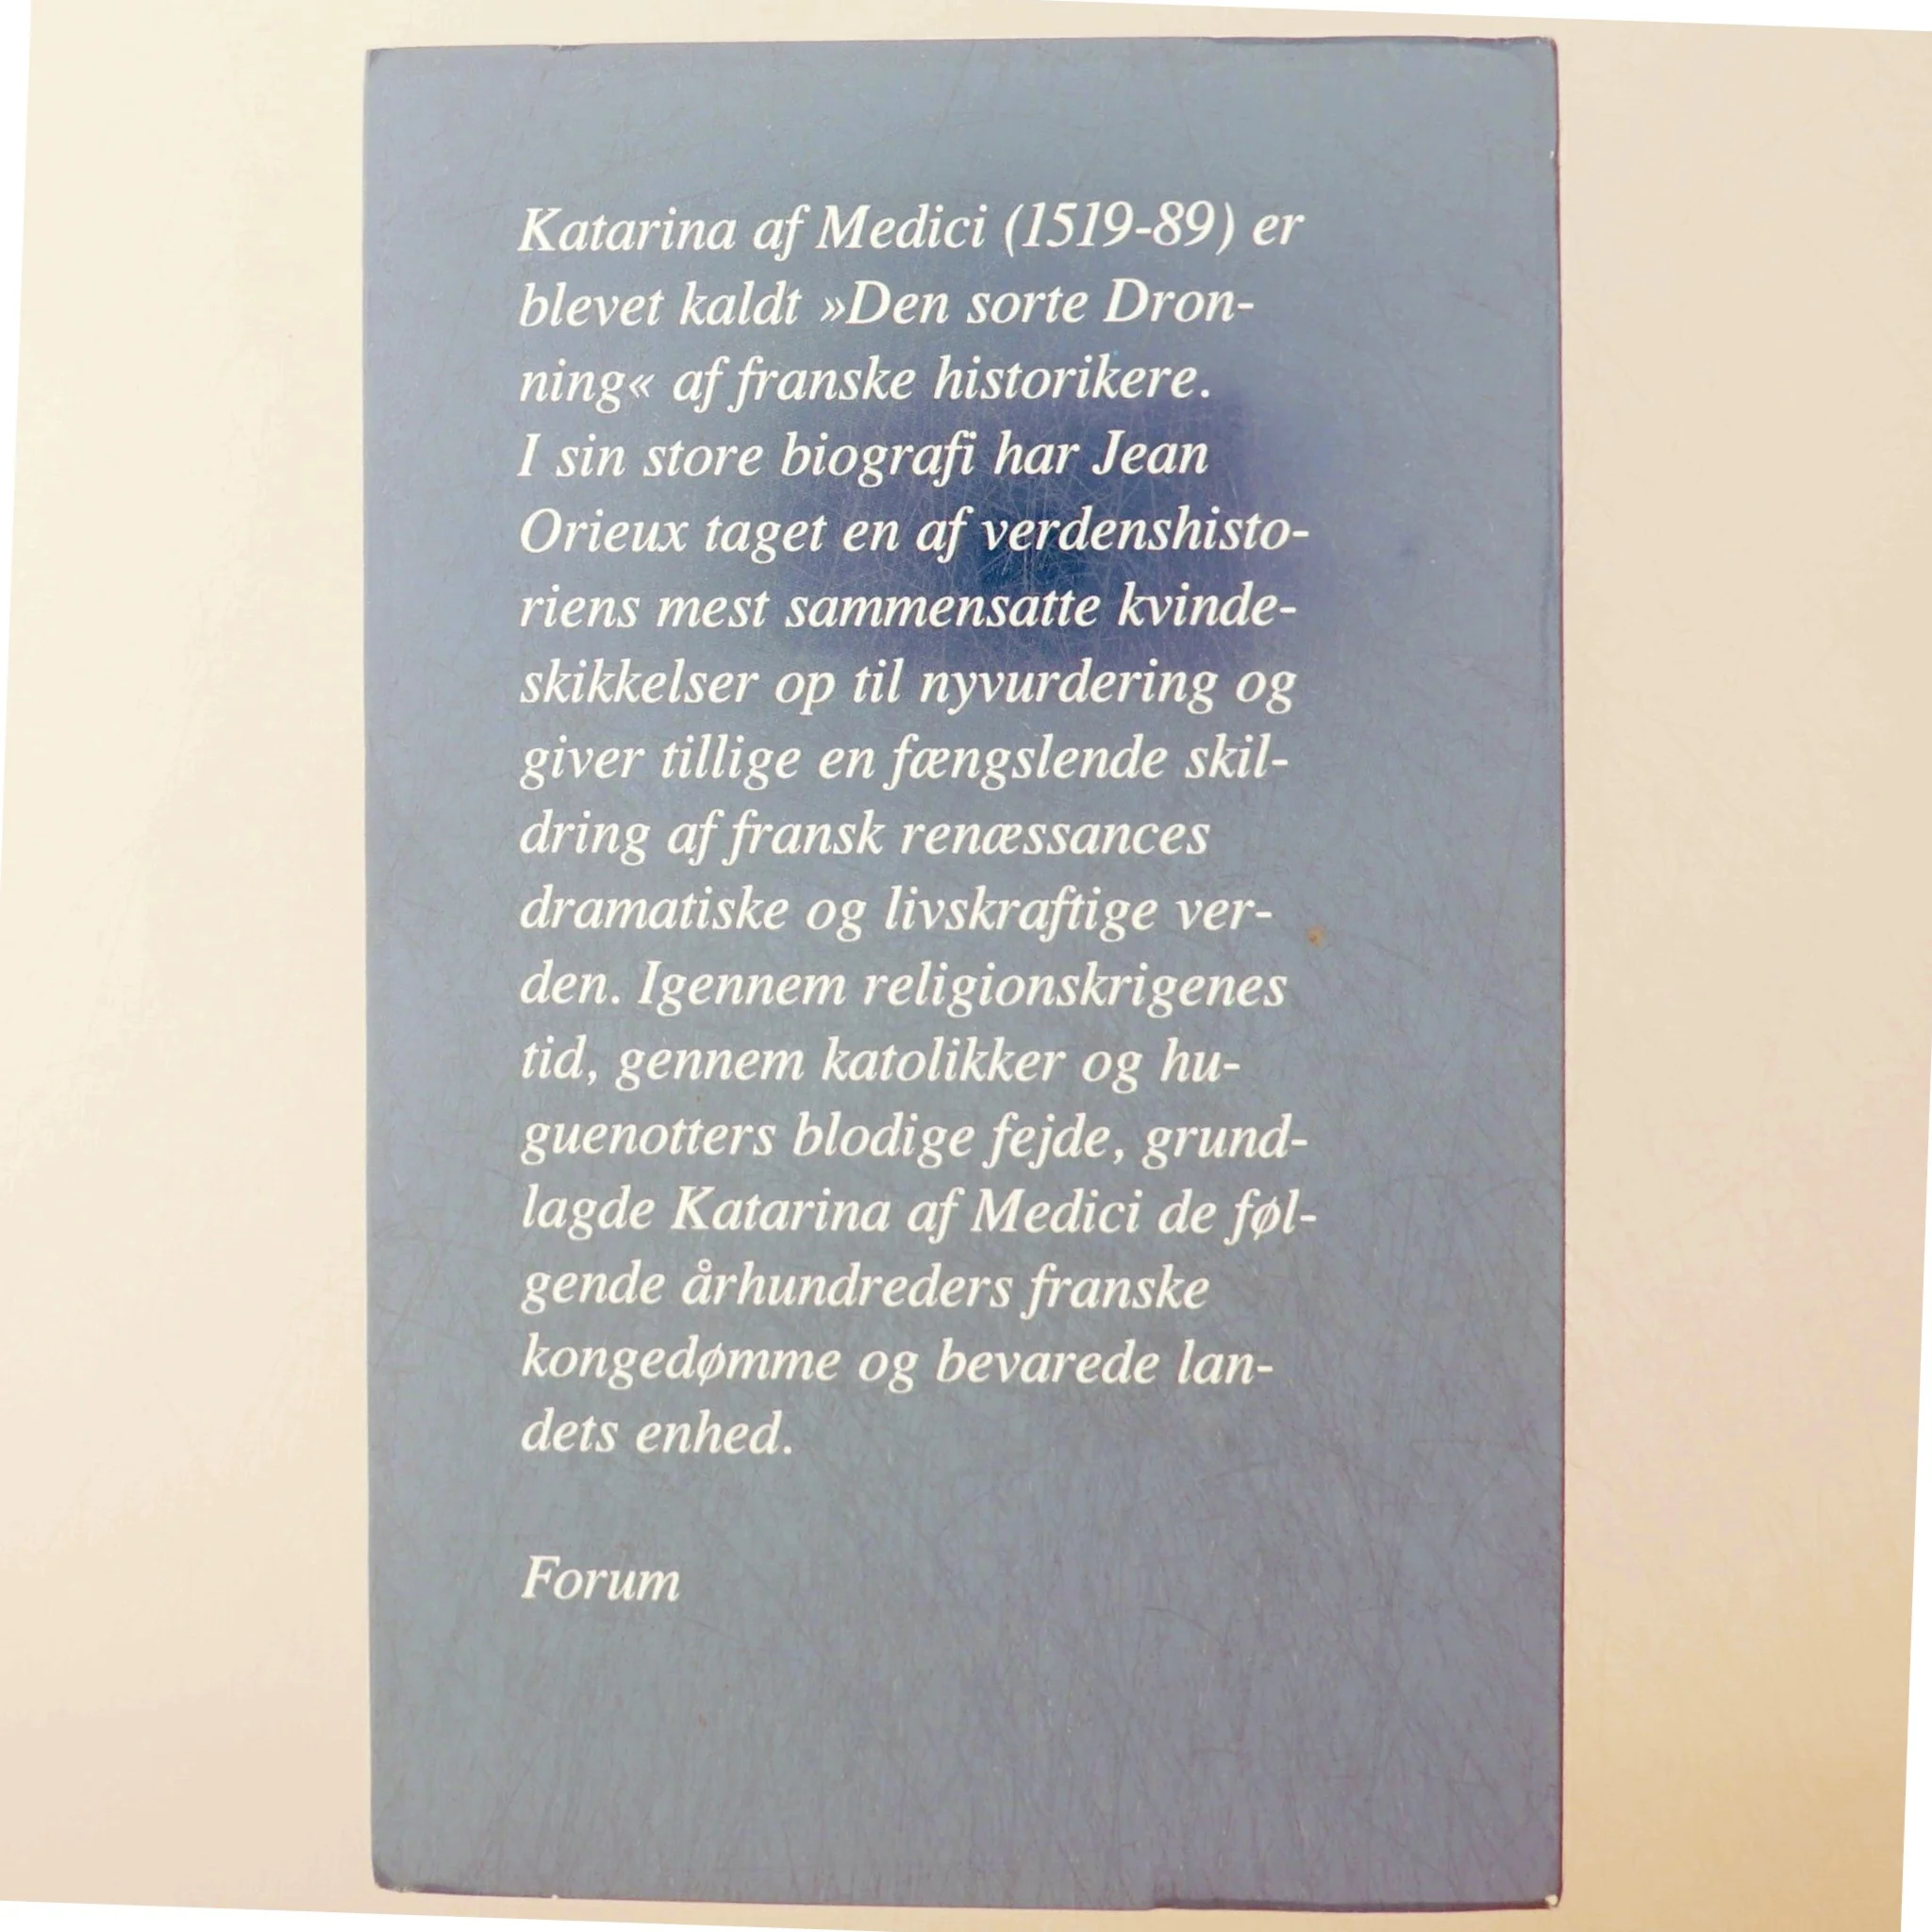 Katarina af Medici (1519-89) er
blevet kaldt »Den sorte Dron-
ning« af franske historikere.
I sin store biografi har Jean
Orieux taget en af verdenshisto-
riens mest sammensatte kvinde-
skikkelser op til nyvurdering og
giver tillige en fængslende skil-
dring af fransk renæssances
dramatiske og livskraftige ver-
den. Igennem religionskrigenes
tid, gennem katolikker og hu-
guenotters blodige fejde, grund-
lagde Katarina af Medici de føl-
gende århundreders franske
kongedømme og bevarede lan-
dets enhed.
Forum